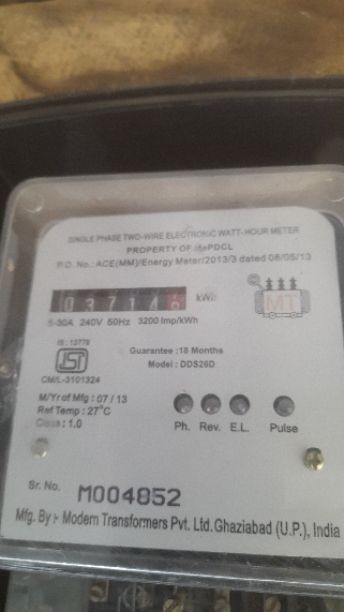 SINGLE PHASE TWO-WIRE ELECTRONIC WATT-HOUR METER
PROPERTY OF PDCL
P.O. No.: ACE(MM)/Energy Meter/2013/3 dated 08/05/13
03714 kWh
5-30A 240V 50Hz 3200 Imp/kWh
MT
IS : 13779
ISI
CM/L-3101324
Guarantee :18 Months
Model : DDS26D
M/Yr of Mfg : 07 / 13
Ref Temp : 27°C
Class : 1.0
Ph. Rev. E.L. Pulse
Sr. No. M004852
Mfg. By :- Modern Transformers Pvt. Ltd. Ghaziabad (U.P.), India